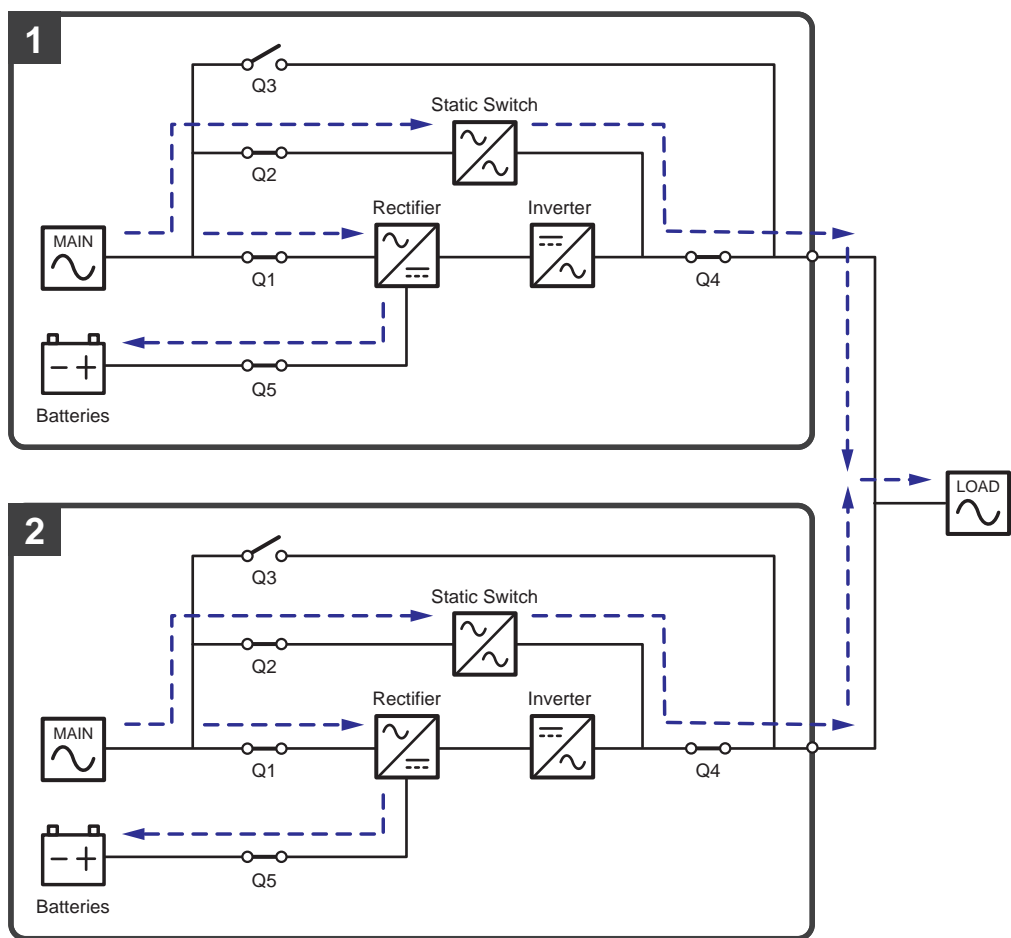 1
Q3
Static Switch
Q2
Rectifier
Inverter
MAIN
Q1
Q4
Q5
Batteries
LOAD
2
Q3
Static Switch
Q2
Rectifier
Inverter
MAIN
Q1
Q4
Q5
Batteries